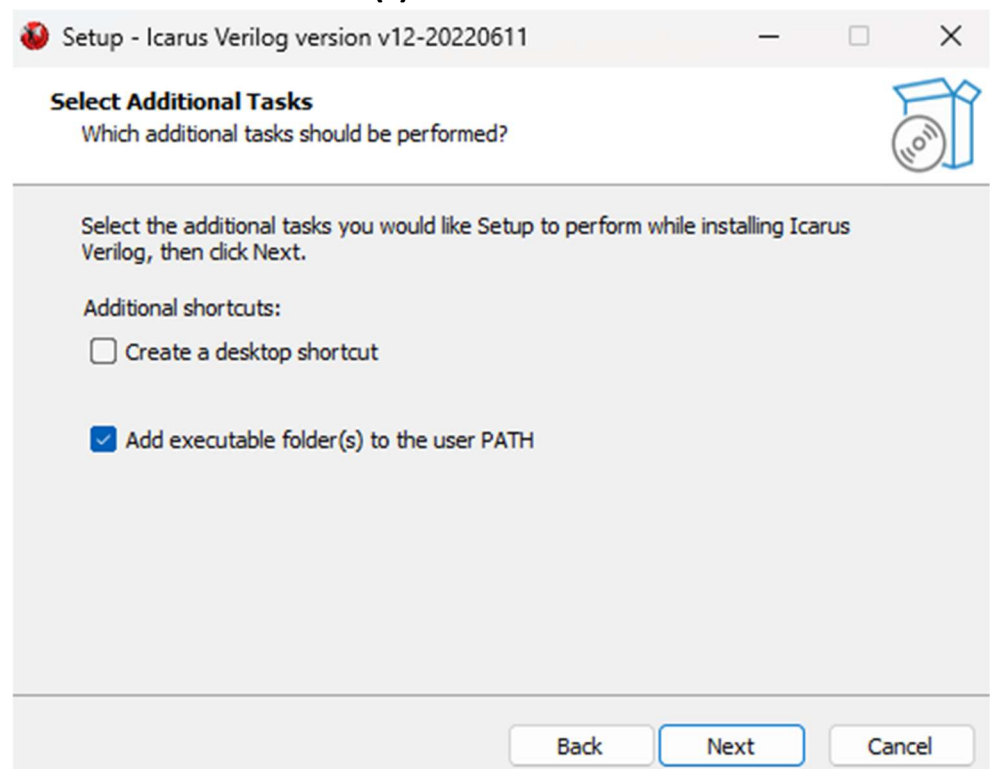 (s)
Setup - Icarus Verilog version v12-20220611
Select Additional Tasks
Which additional tasks should be performed?
Select the additional tasks you would like Setup to perform while installing Icarus
Verilog, then click Next.
Additional shortcuts:
Create a desktop shortcut
Add executable folder(s) to the user PATH
Back Next Cancel